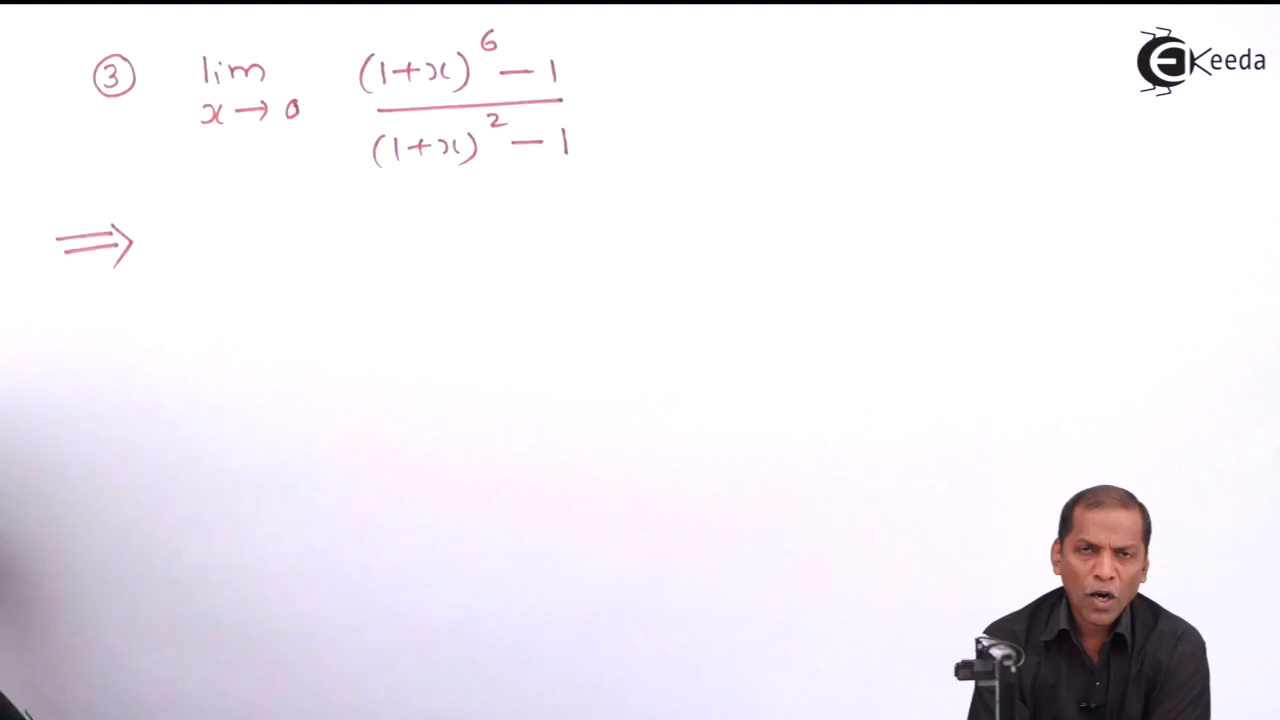 ③ lim x→0 (1+x)^6 − 1 / (1+x)^2 − 1
⟹
EKeeda